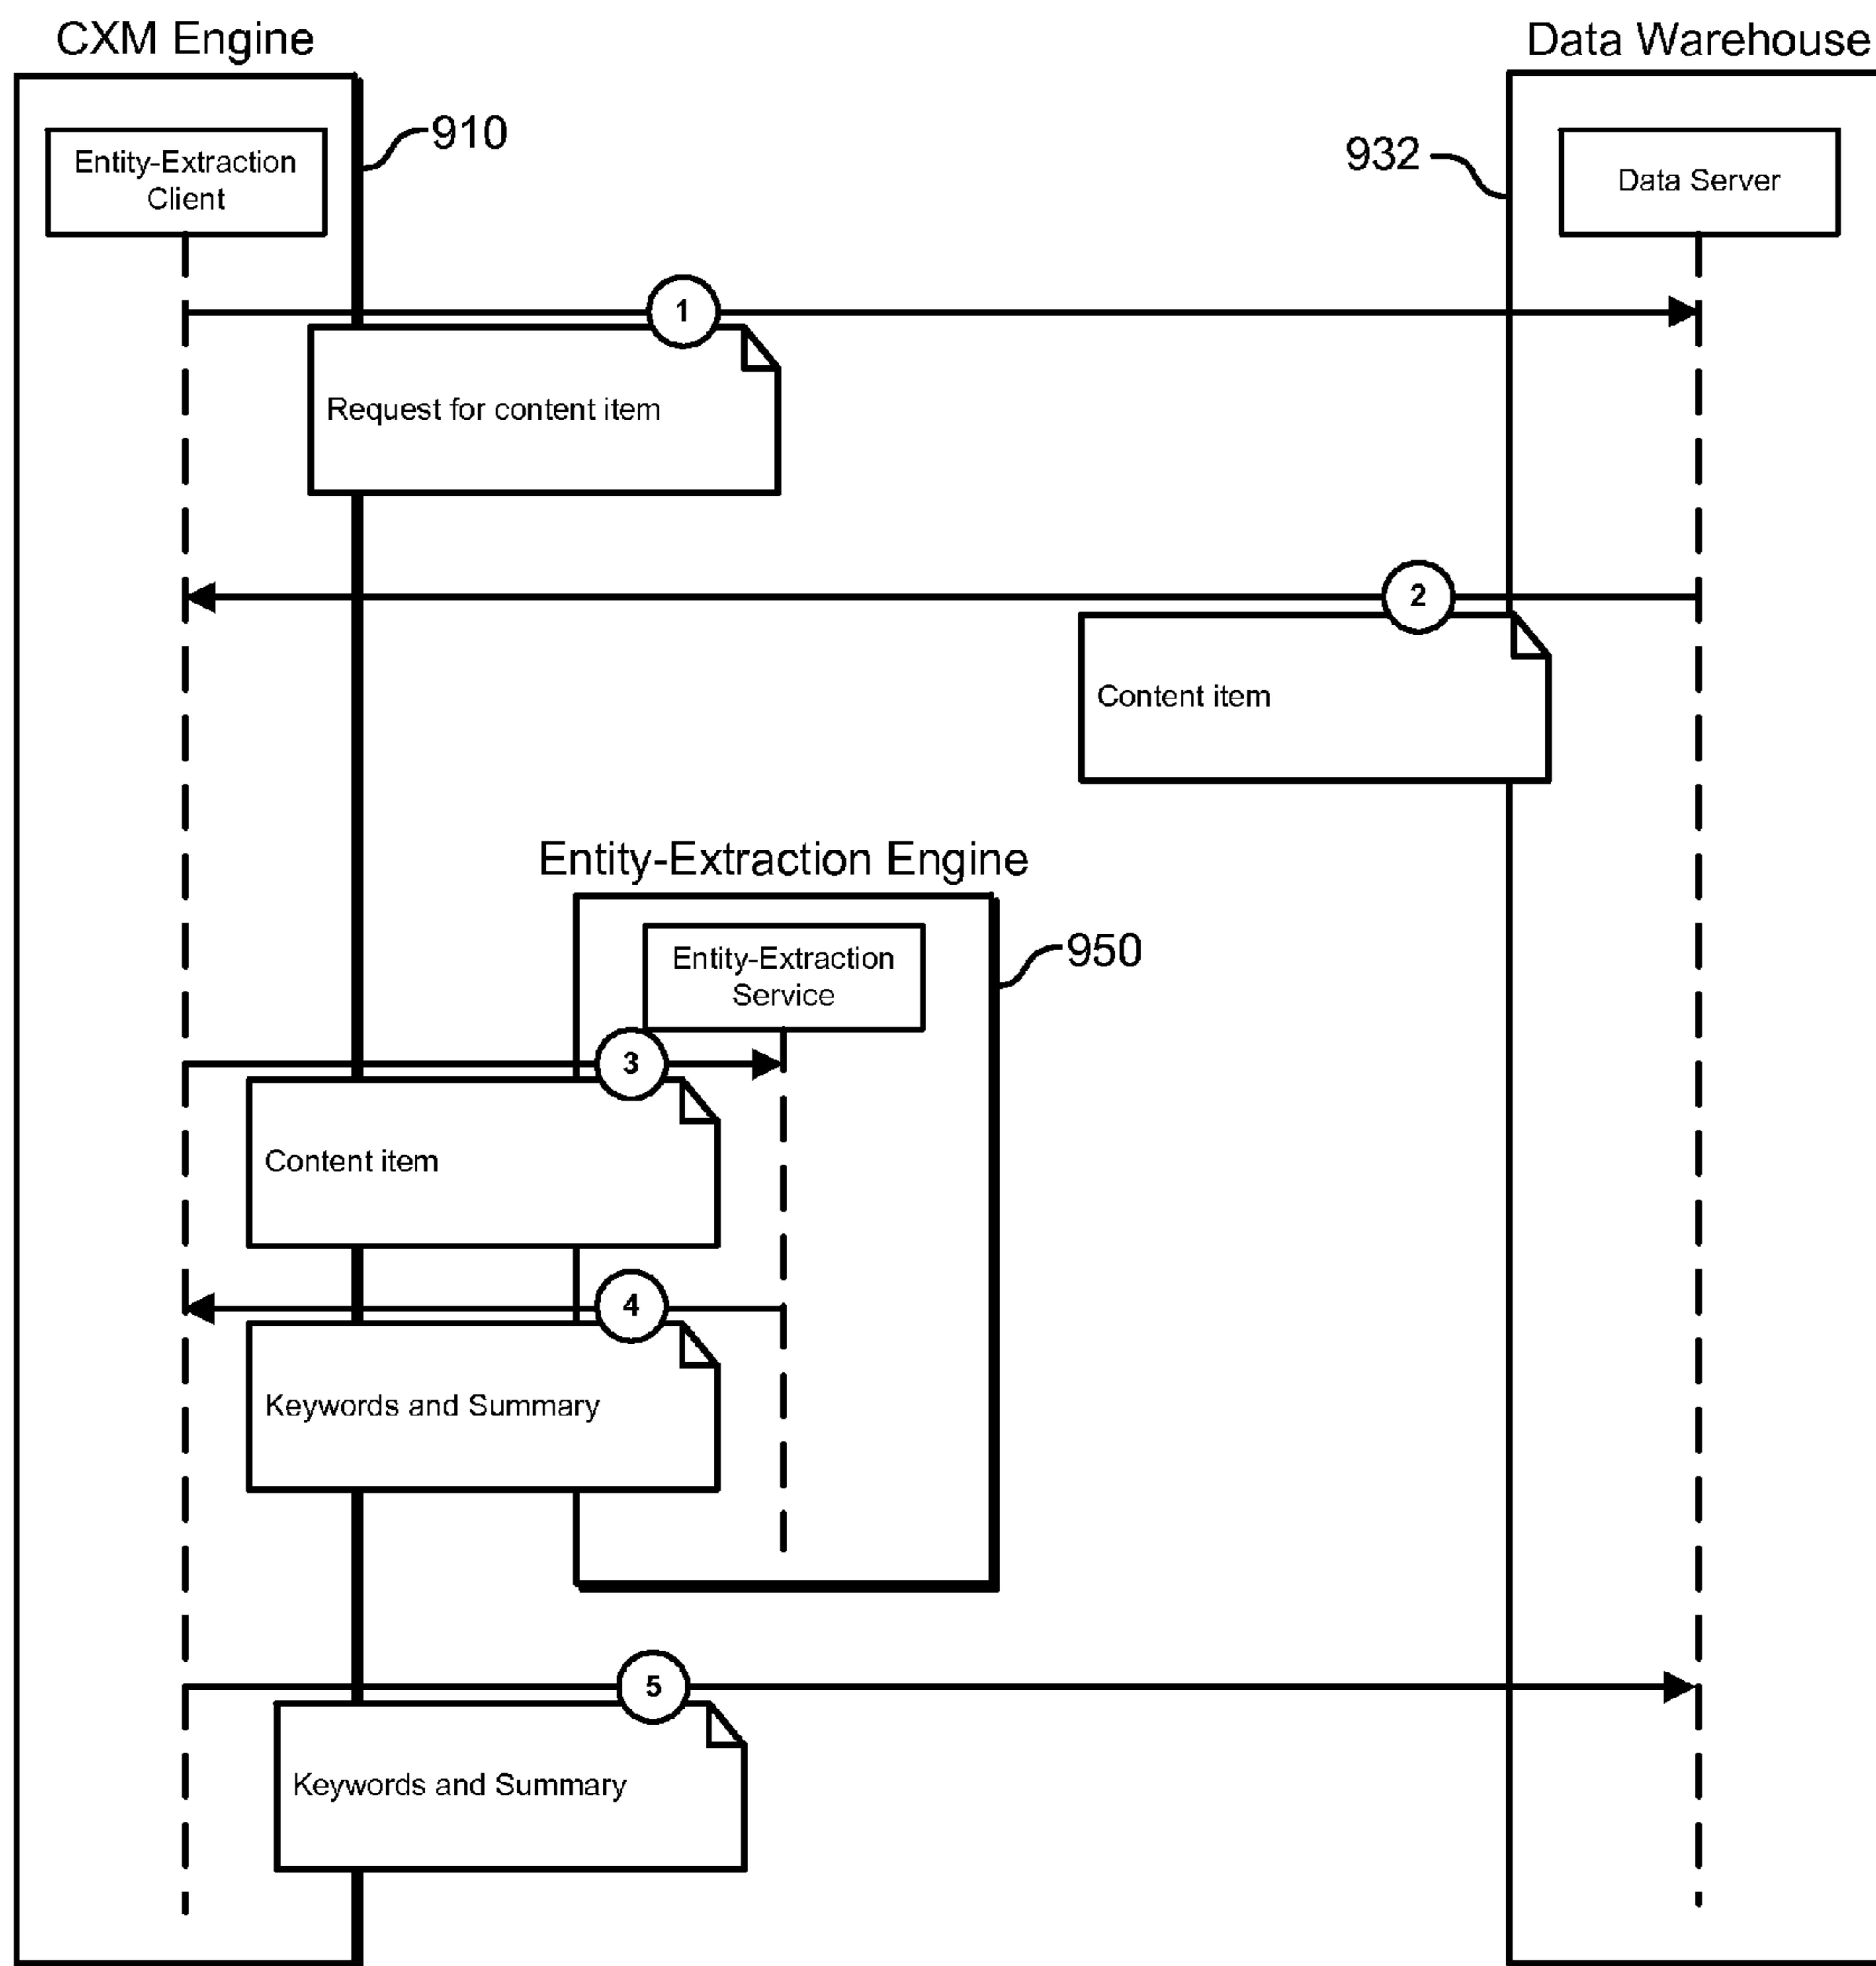 CXM Engine
Data Warehouse
910
932
Entity-Extraction
Client
Data Server
1
Request for content item
2
Content item
Entity-Extraction Engine
950
Entity-Extraction
Service
3
Content item
4
Keywords and Summary
5
Keywords and Summary